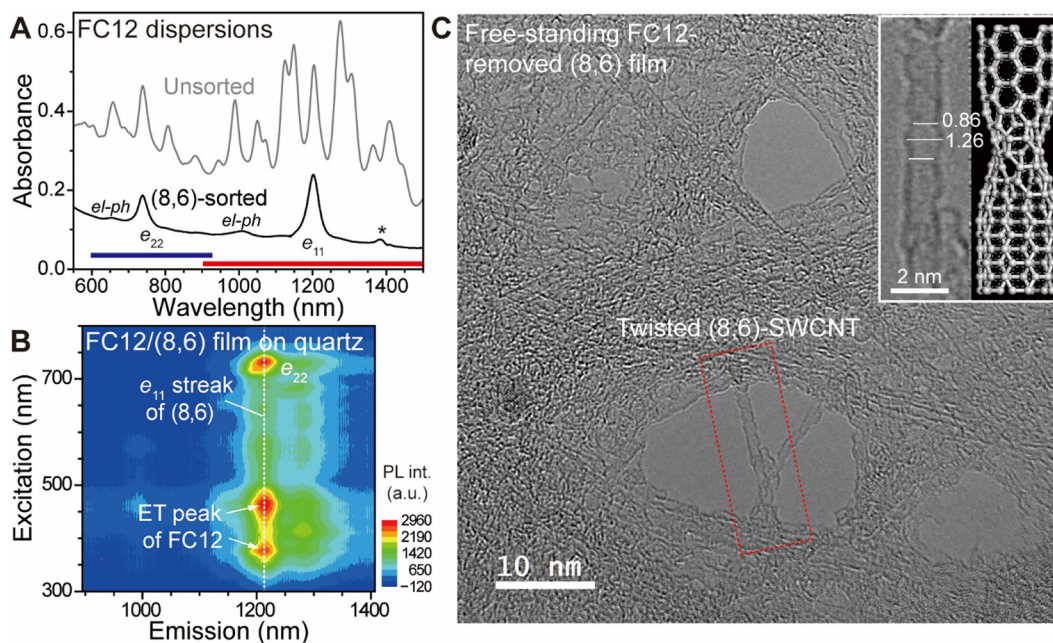 A FC12 dispersions
Unsorted
(8,6)-sorted
el-ph
e22
el-ph
e11
*
0.6
0.4
0.2
0.0
Absorbance
600 800 1000 1200 1400
Wavelength (nm)
B FC12/(8,6) film on quartz
e22
e11 streak
of (8,6)
ET peak
of FC12
PL int.
(a.u.)
2960
2190
1420
650
−120
700
500
300
Excitation (nm)
1000 1200 1400
Emission (nm)
C Free-standing FC12-
removed (8,6) film
0.86
1.26
2 nm
Twisted (8,6)-SWCNT
10 nm